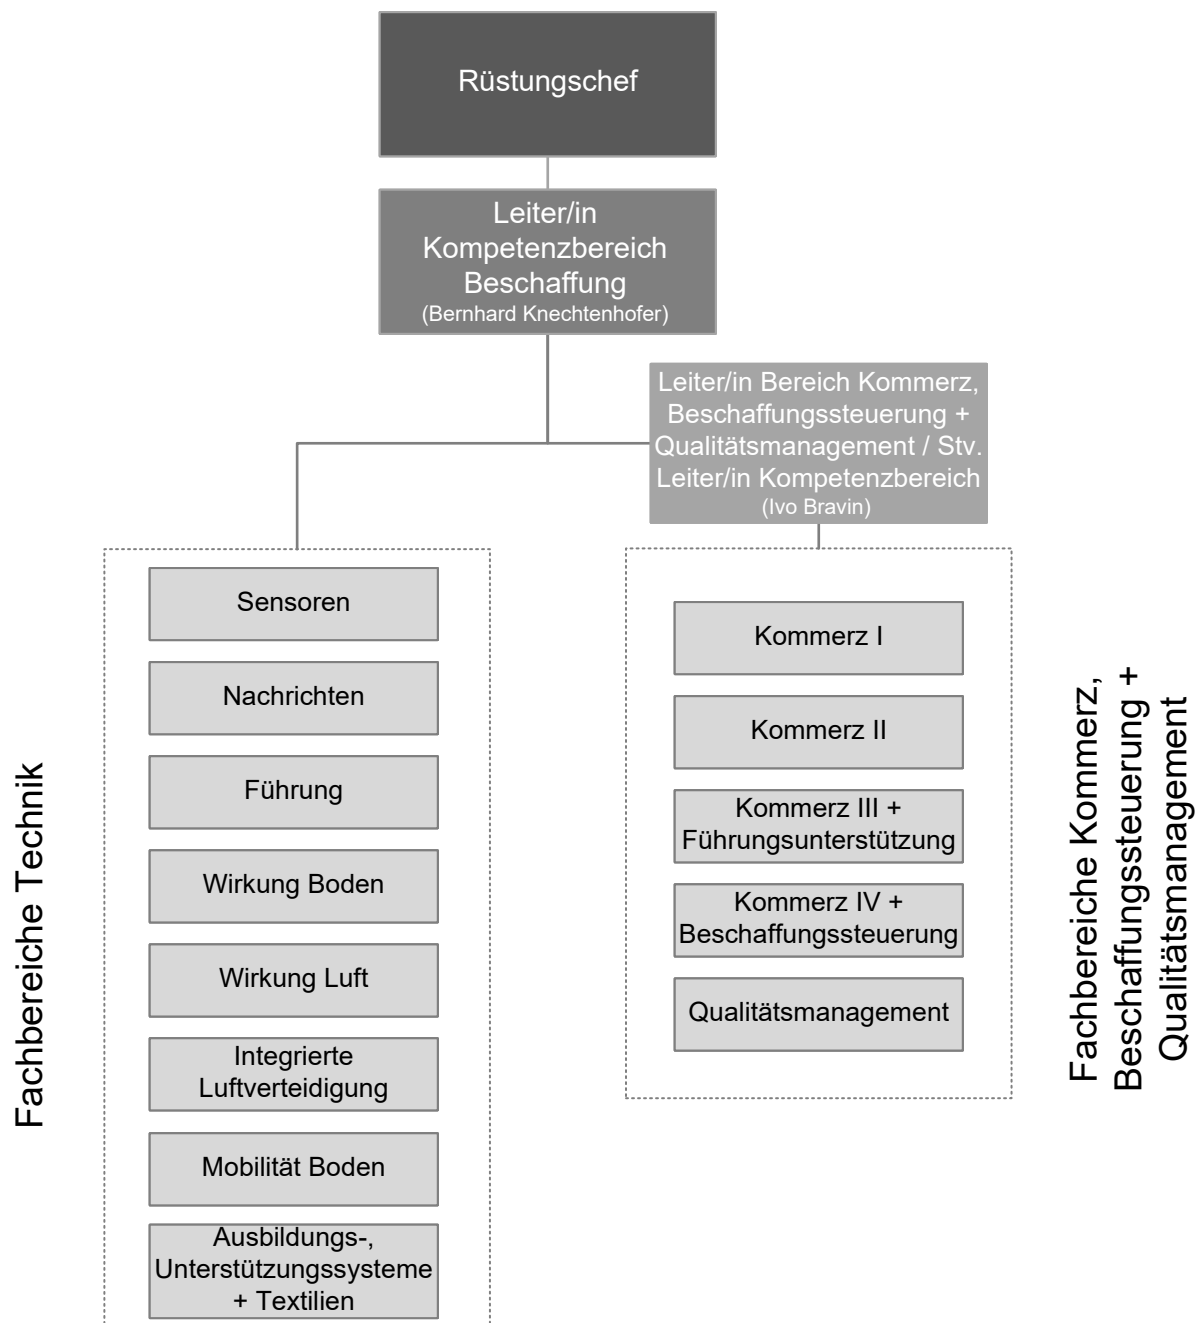 Rüstungschef
Leiter/in
Kompetenzbereich
Beschaffung
(Bernhard Knechtenhofer)
Leiter/in Bereich Kommerz,
Beschaffungssteuerung +
Qualitätsmanagement / Stv.
Leiter/in Kompetenzbereich
(Ivo Bravin)
Fachbereiche Technik
Sensoren
Nachrichten
Führung
Wirkung Boden
Wirkung Luft
Integrierte
Luftverteidigung
Mobilität Boden
Ausbildungs-,
Unterstützungssysteme
+ Textilien
Kommerz I
Kommerz II
Kommerz III +
Führungsunterstützung
Kommerz IV +
Beschaffungssteuerung
Qualitätsmanagement
Fachbereiche Kommerz,
Beschaffungssteuerung +
Qualitätsmanagement